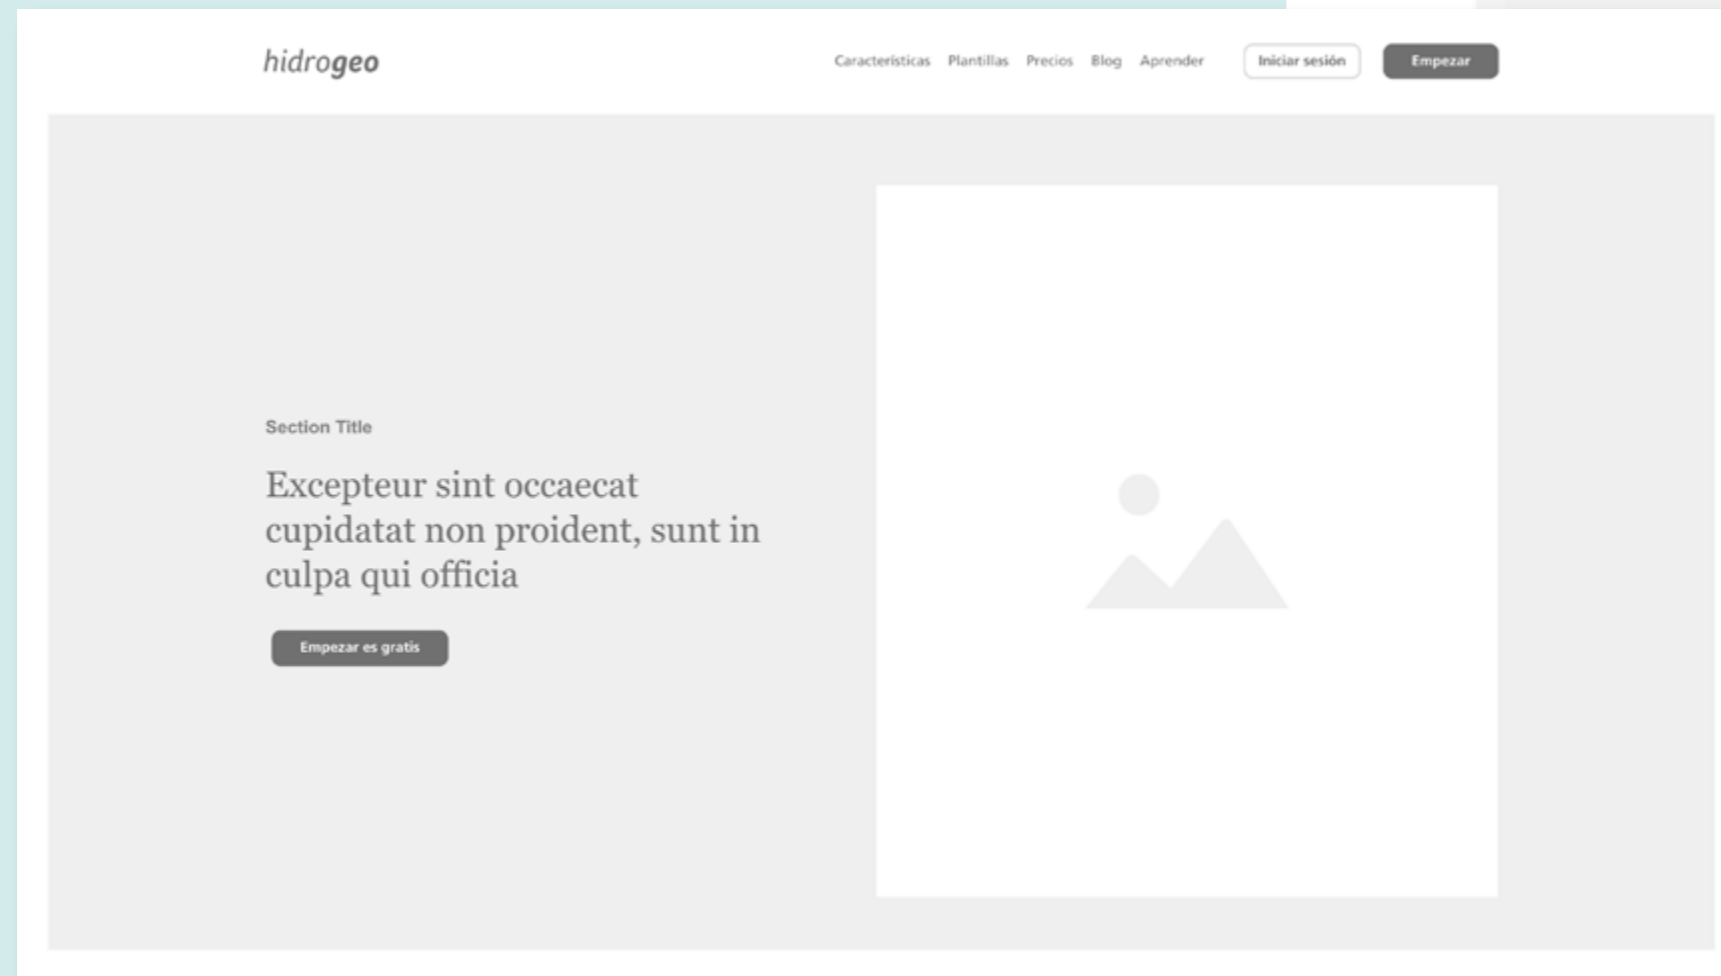 hidrogeo
Características Plantillas Precios Blog Aprender Iniciar sesión Empezar
Section Title
Excepteur sint occaecat
cupidatat non proident, sunt in
culpa qui officia
Empezar es gratis